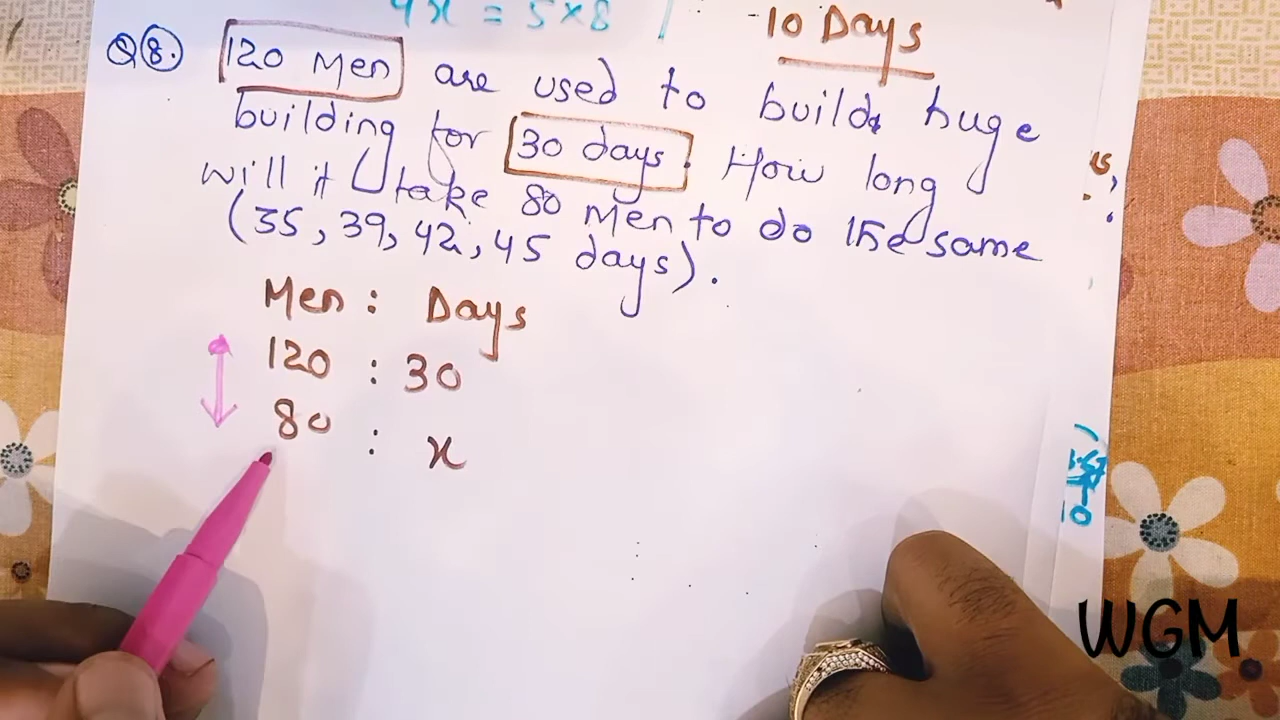 4x = 5×8
10 Days
Q8. 120 Men are used to build huge
building for 30 days. How long
will it take 80 Men to do the same
(35, 39, 42, 45 days).
Men : Days
120 : 30
80 : x
WGM